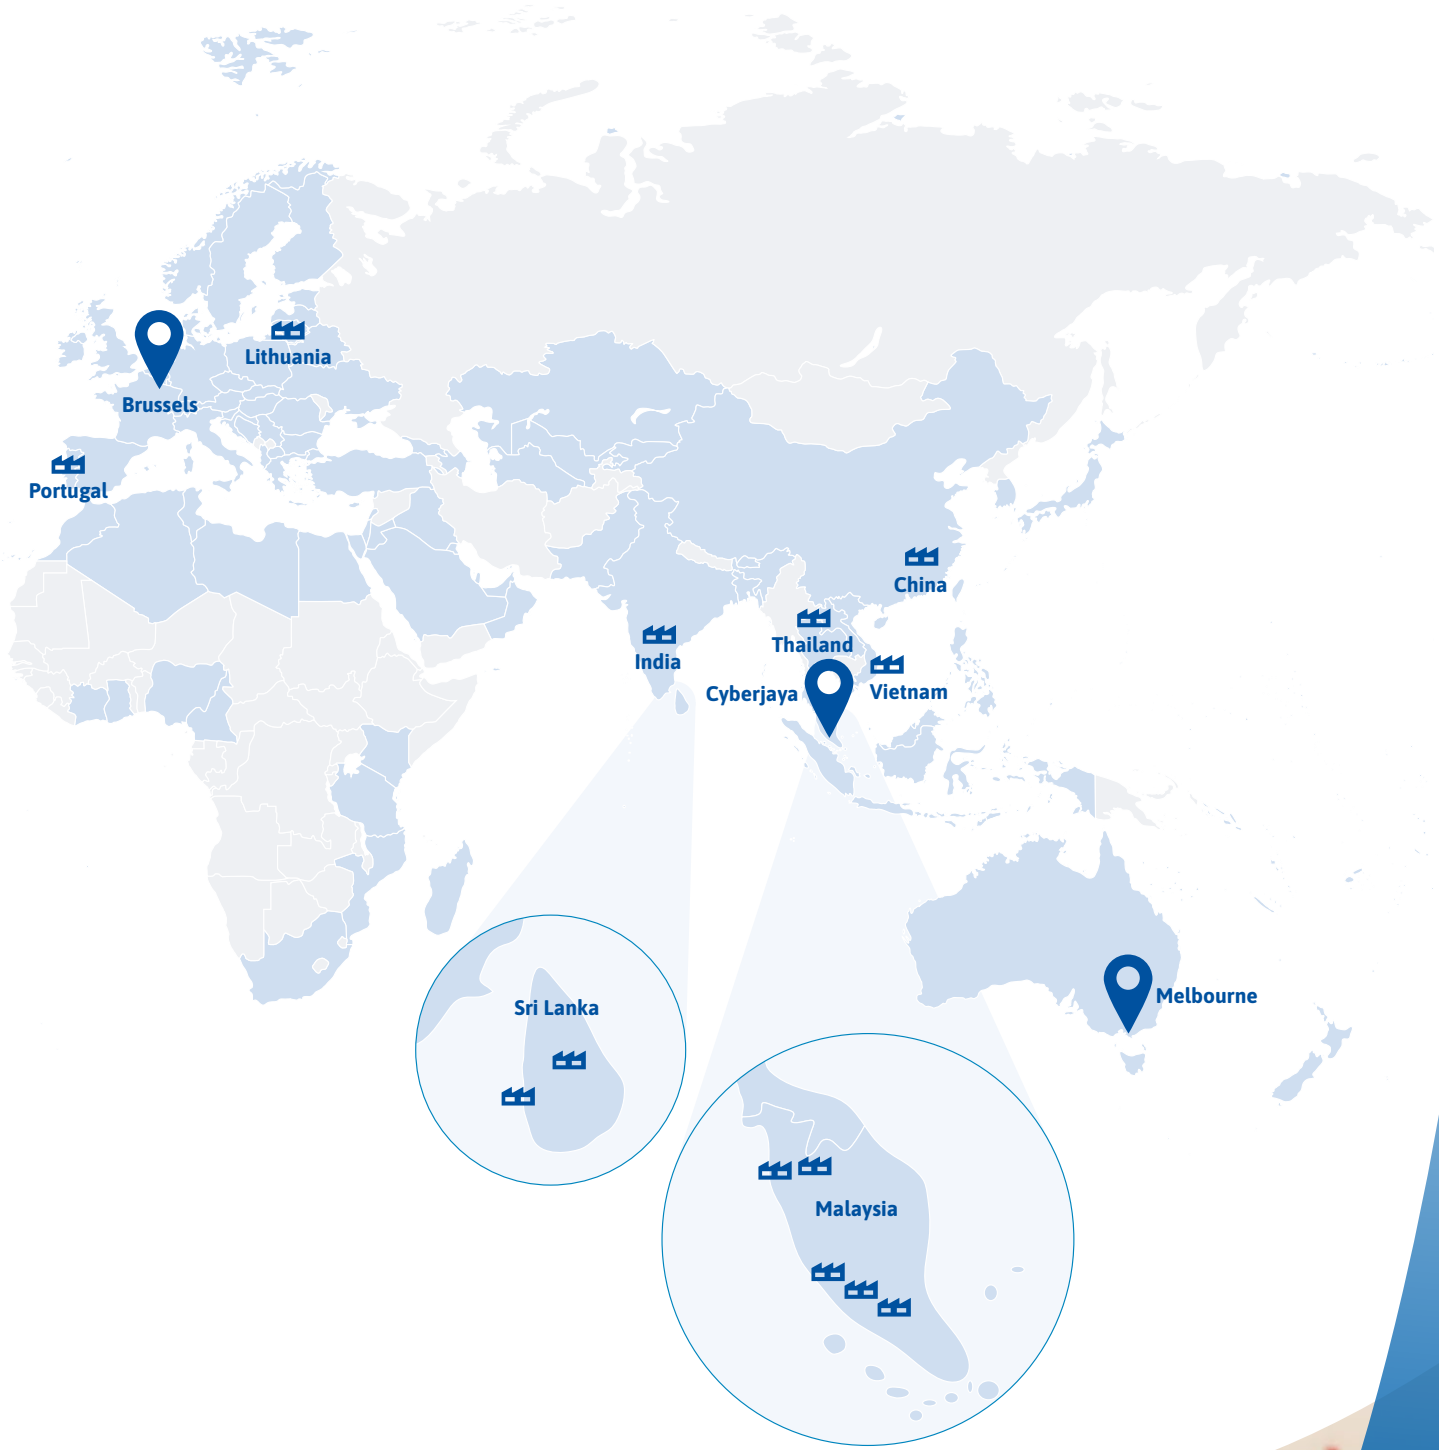 Lithuania
Brussels
Portugal
China
Thailand
India
Cyberjaya
Vietnam
Melbourne
Sri Lanka
Malaysia